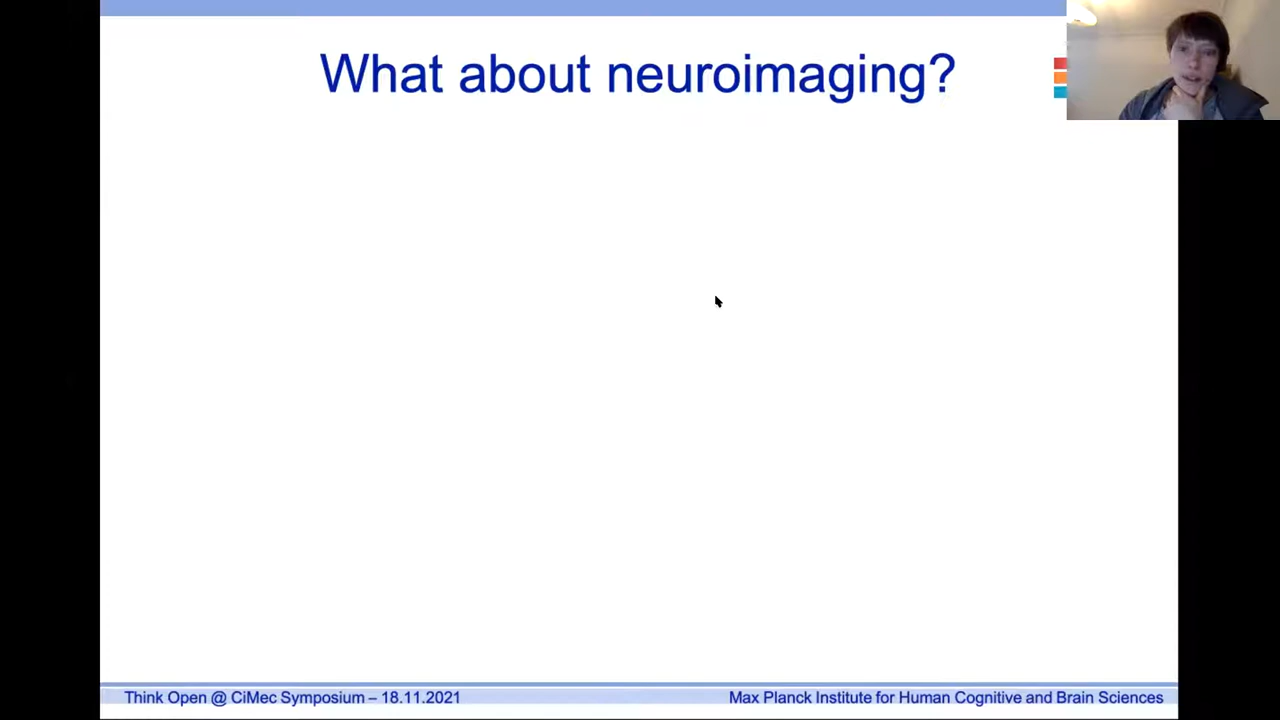 What about neuroimaging?
Think Open @ CiMec Symposium – 18.11.2021
Max Planck Institute for Human Cognitive and Brain Sciences